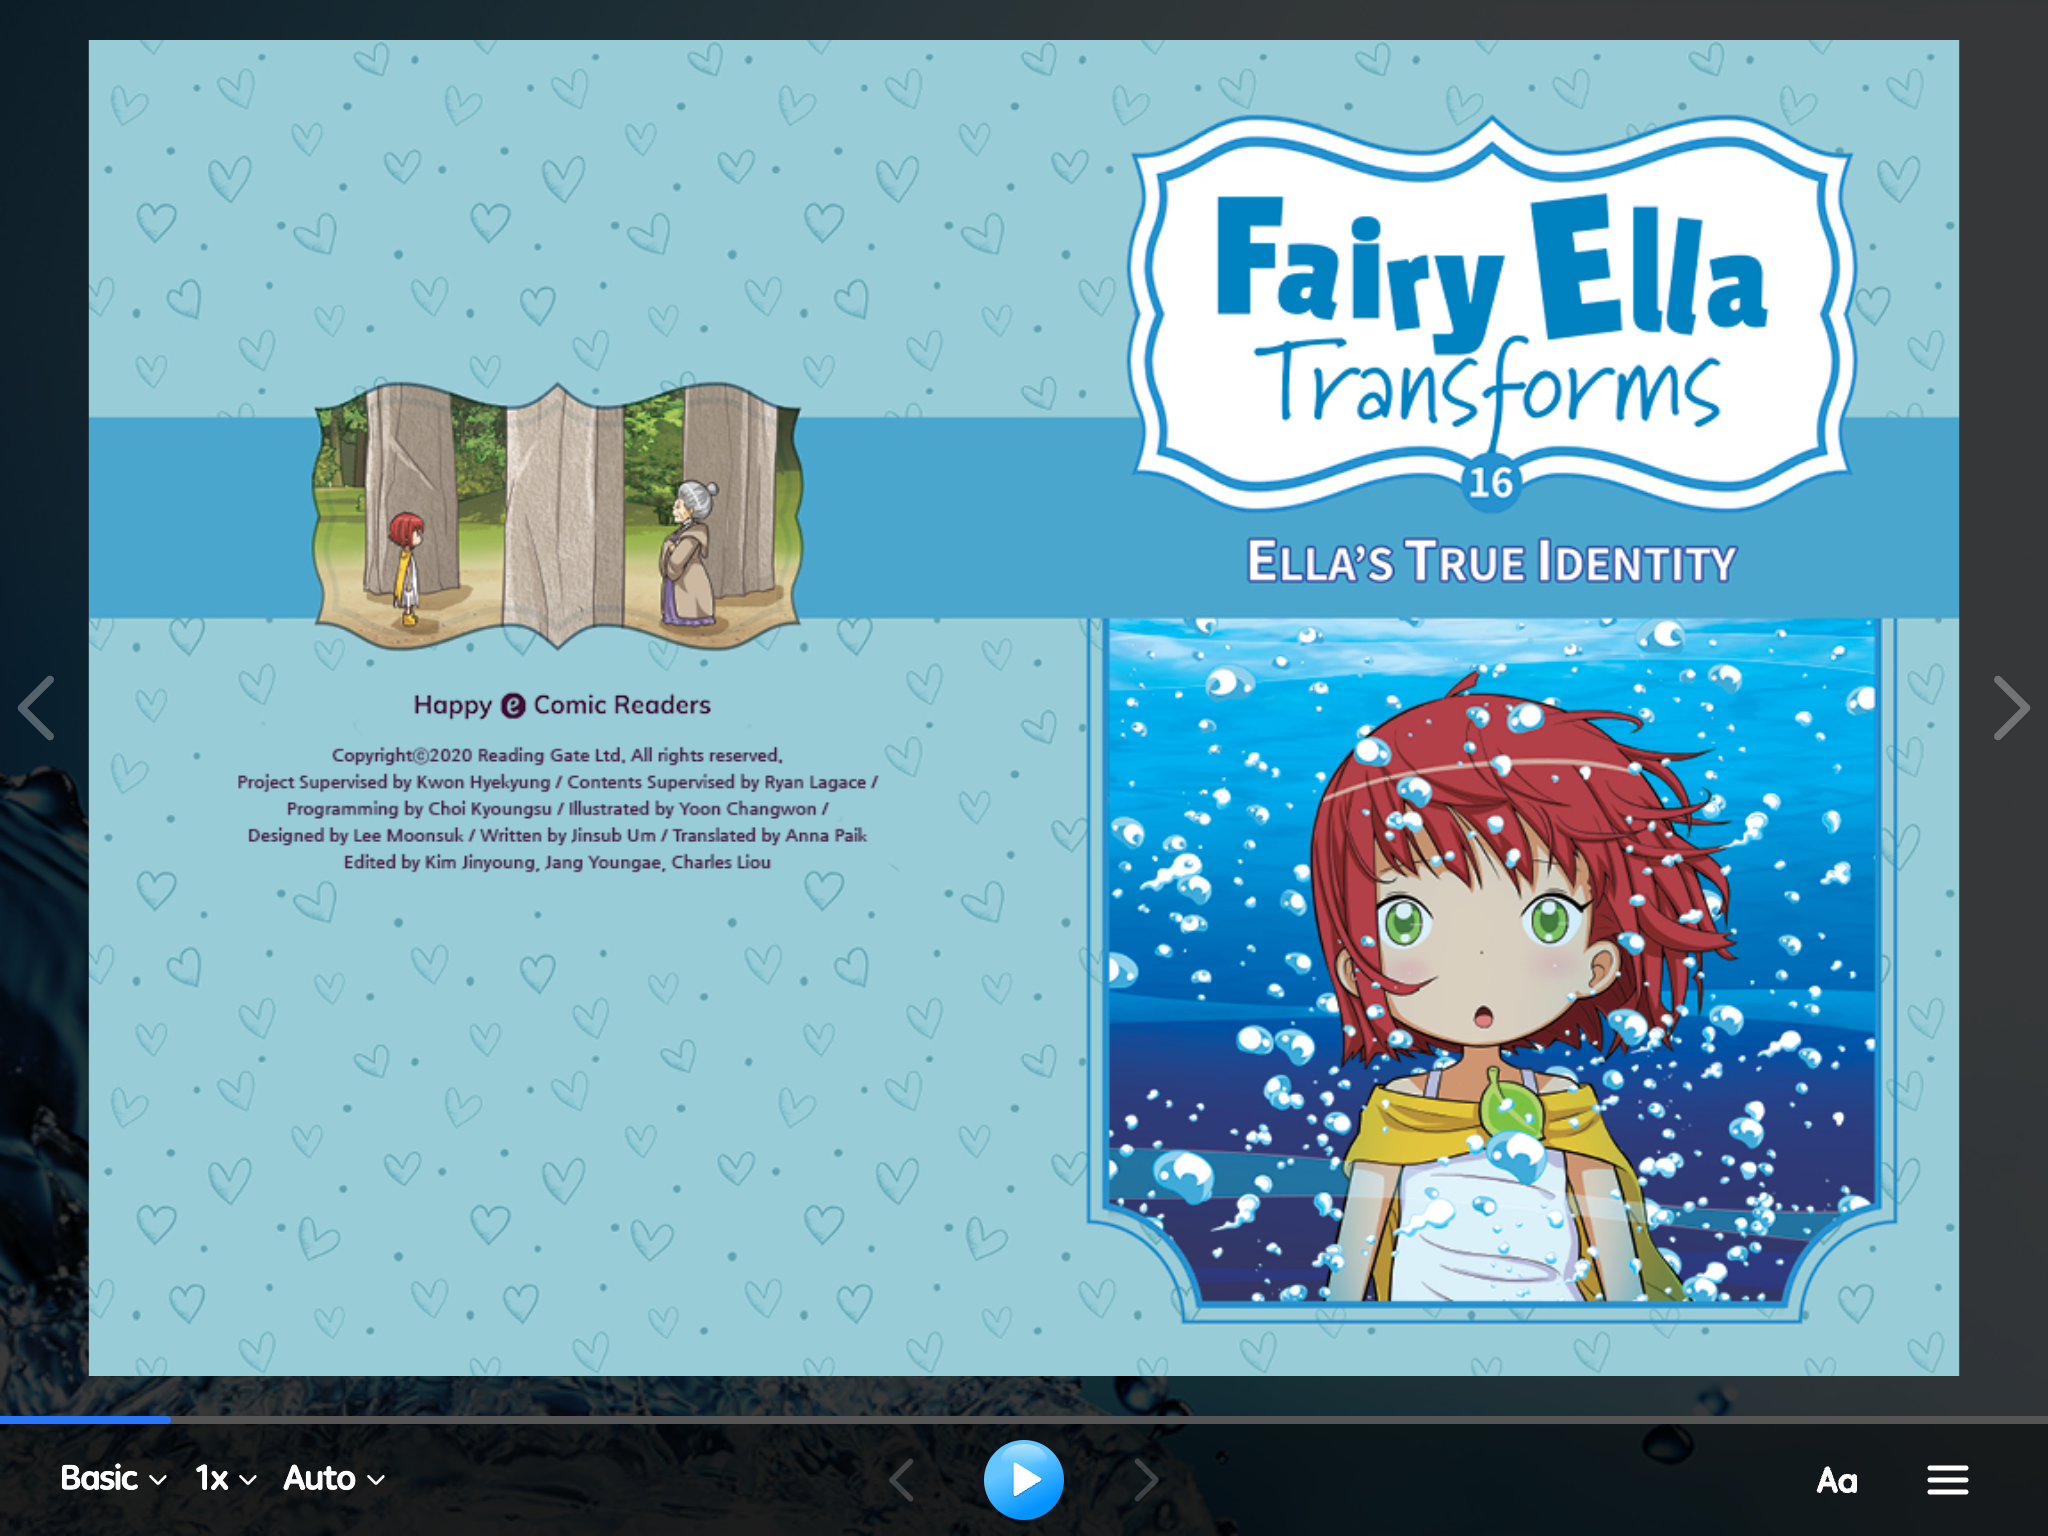 Happy e Comic Readers
Copyrightⓒ2020 Reading Gate Ltd. All rights reserved.
Project Supervised by Kwon Hyekyung / Contents Supervised by Ryan Lagace /
Programming by Choi Kyoungsu / Illustrated by Yoon Changwon /
Designed by Lee Moonsuk / Written by Jinsub Um / Translated by Anna Paik
Edited by Kim Jinyoung, Jang Youngae, Charles Liou
Fairy Ella
Transforms
16
ELLA'S TRUE IDENTITY
Basic 1x Auto Aa